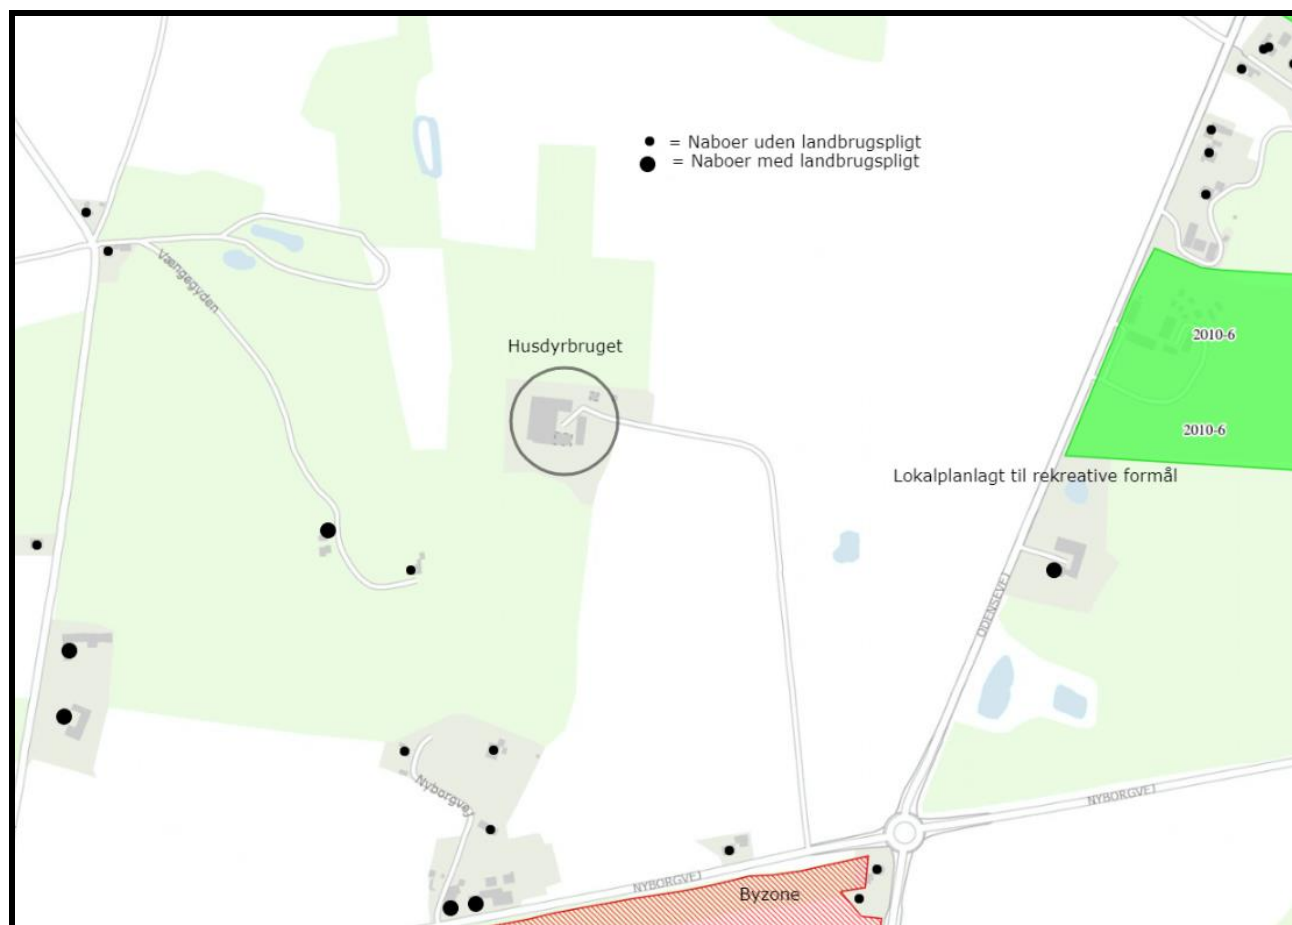 = Naboer uden landbrugspligt
= Naboer med landbrugspligt
Vængegyden
Husdyrbruget
2010-6
2010-6
Lokalplanlagt til rekreative formål
ODENSEVEJ
Nyborgvej
NYBORGVEJ
NYBORGVEJ
Byzone